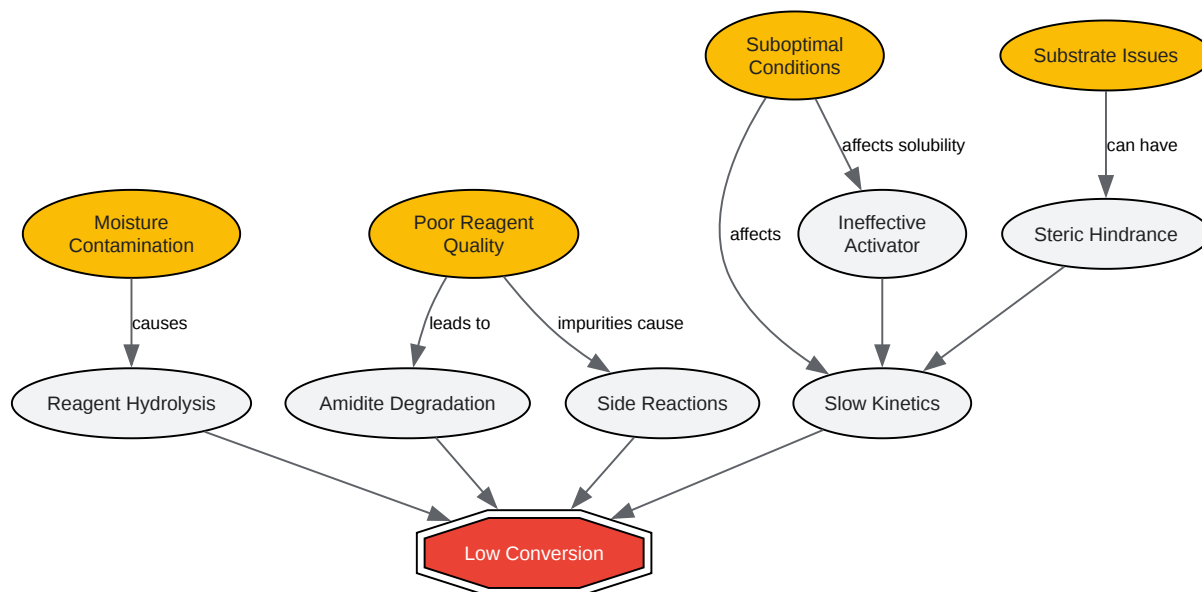 Suboptimal
Conditions
Substrate Issues
affects solubility
can have
Moisture
Contamination
Poor Reagent
Quality
affects
Ineffective
Activator
Steric Hindrance
causes
leads to
impurities cause
Reagent Hydrolysis
Amidite Degradation
Side Reactions
Slow Kinetics
Low Conversion